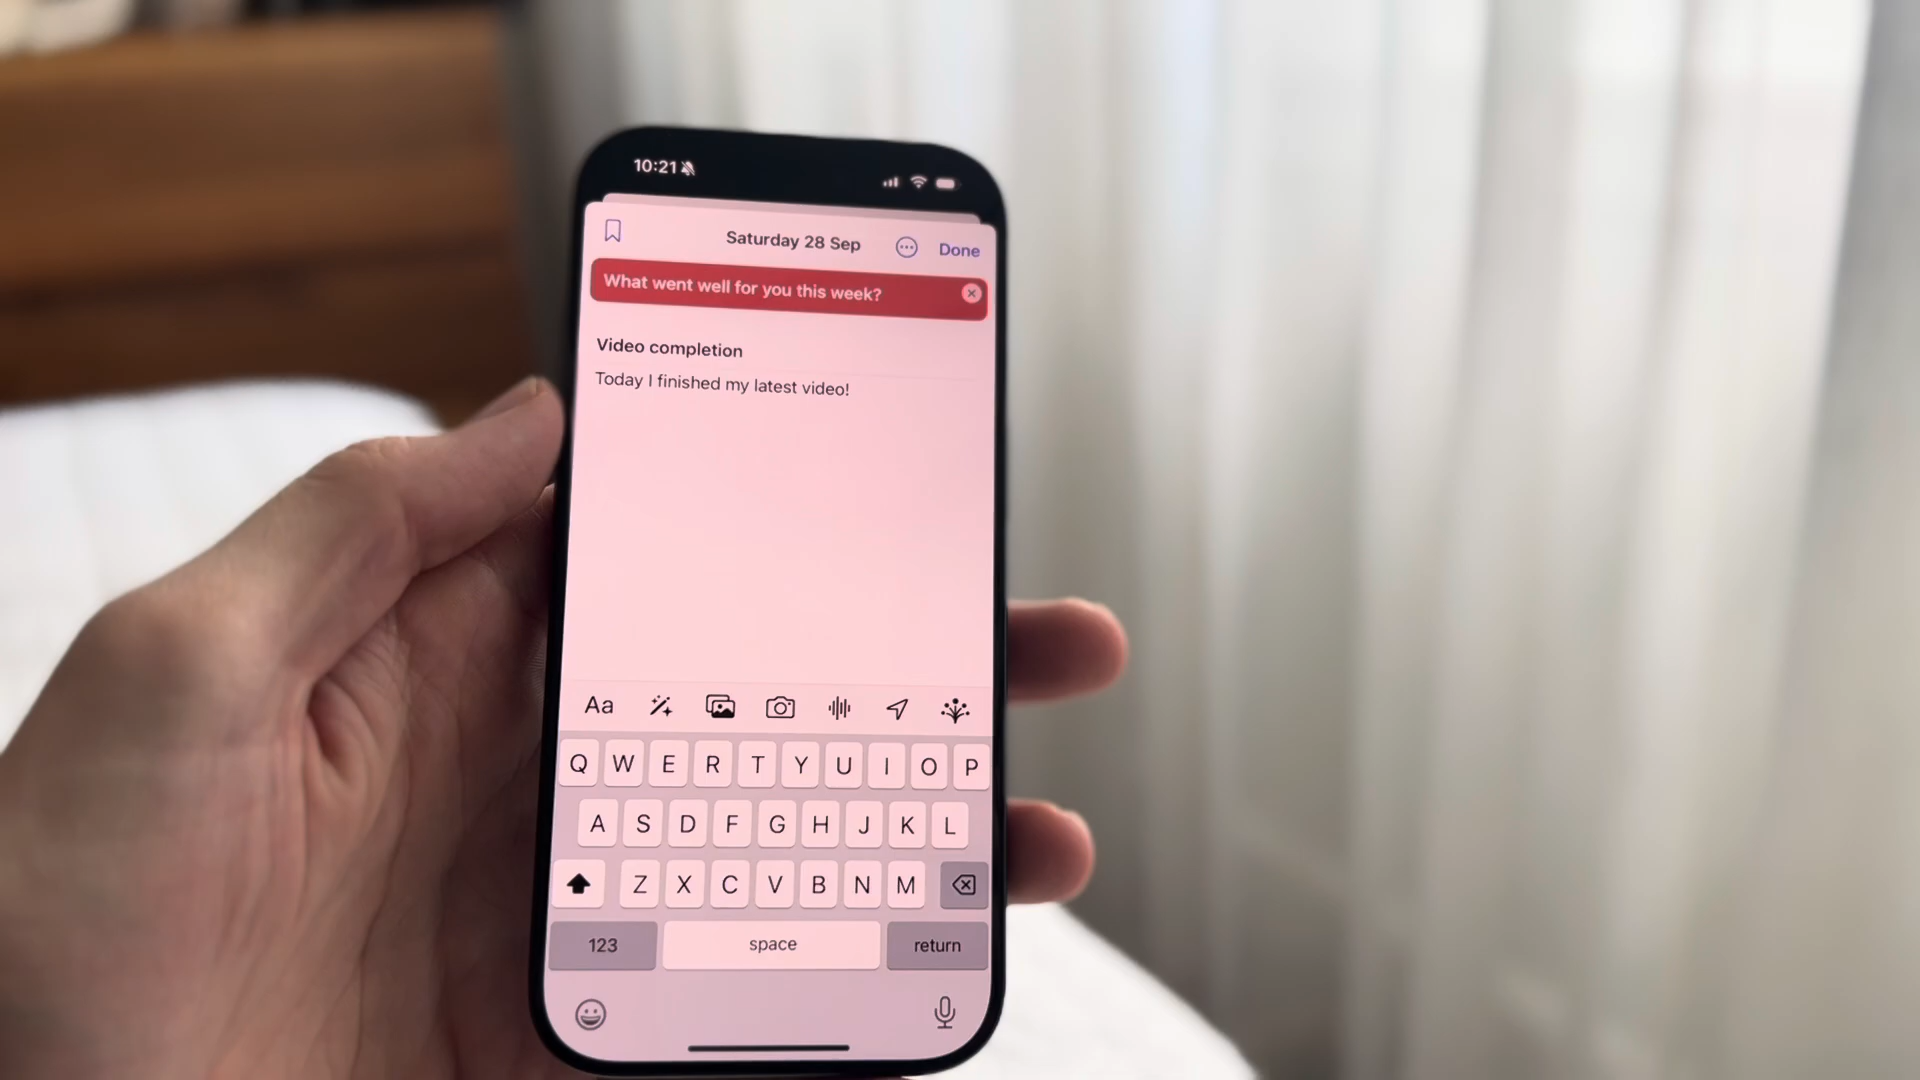 10:21
Saturday 28 Sep
Done
What went well for you this week?
Video completion
Today I finished my latest video!
Aa
Q W E R T Y U I O P
A S D F G H J K L
Z X C V B N M
123 space return